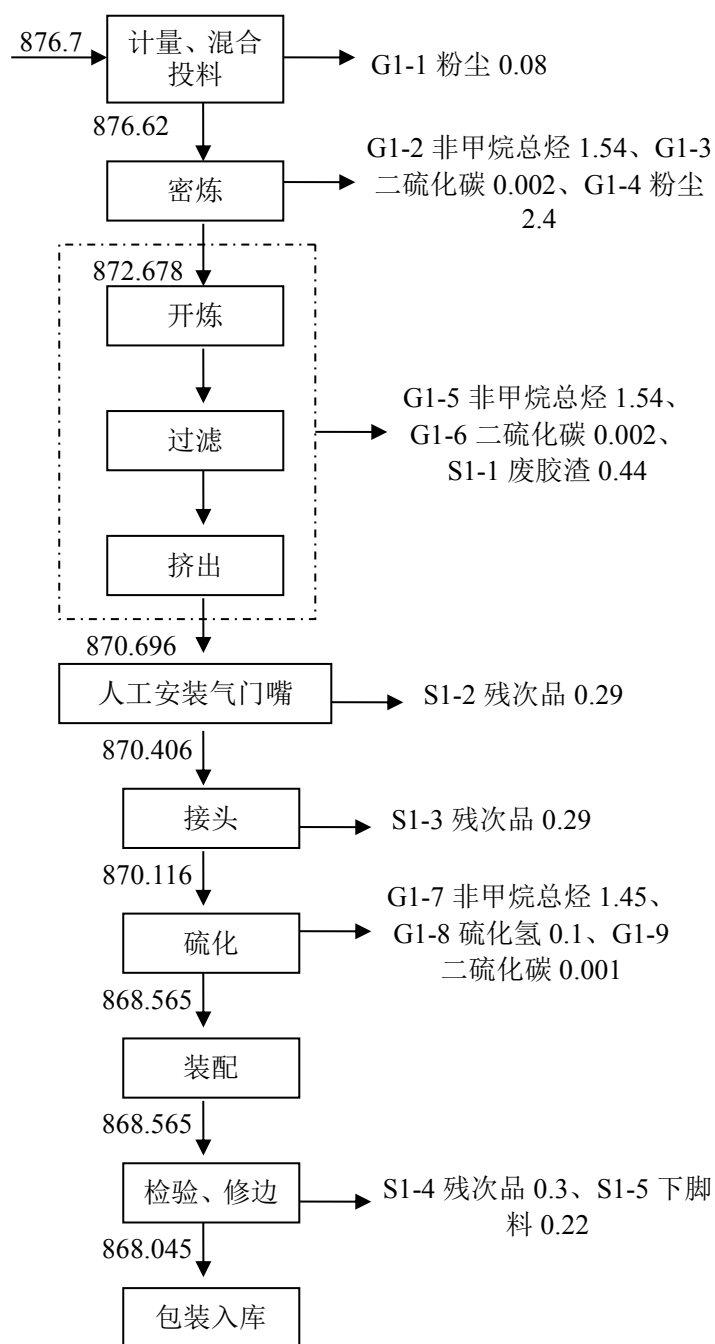 876.7
计量、混合
投料
G1-1 粉尘 0.08
876.62
密炼
G1-2 非甲烷总烃 1.54、G1-3
二硫化碳 0.002、G1-4 粉尘
2.4
872.678
开炼
过滤
G1-5 非甲烷总烃 1.54、
G1-6 二硫化碳 0.002、
S1-1 废胶渣 0.44
挤出
870.696
人工安装气门嘴
S1-2 残次品 0.29
870.406
接头
S1-3 残次品 0.29
870.116
硫化
G1-7 非甲烷总烃 1.45、
G1-8 硫化氢 0.1、G1-9
二硫化碳 0.001
868.565
装配
868.565
检验、修边
S1-4 残次品 0.3、S1-5 下脚
料 0.22
868.045
包装入库